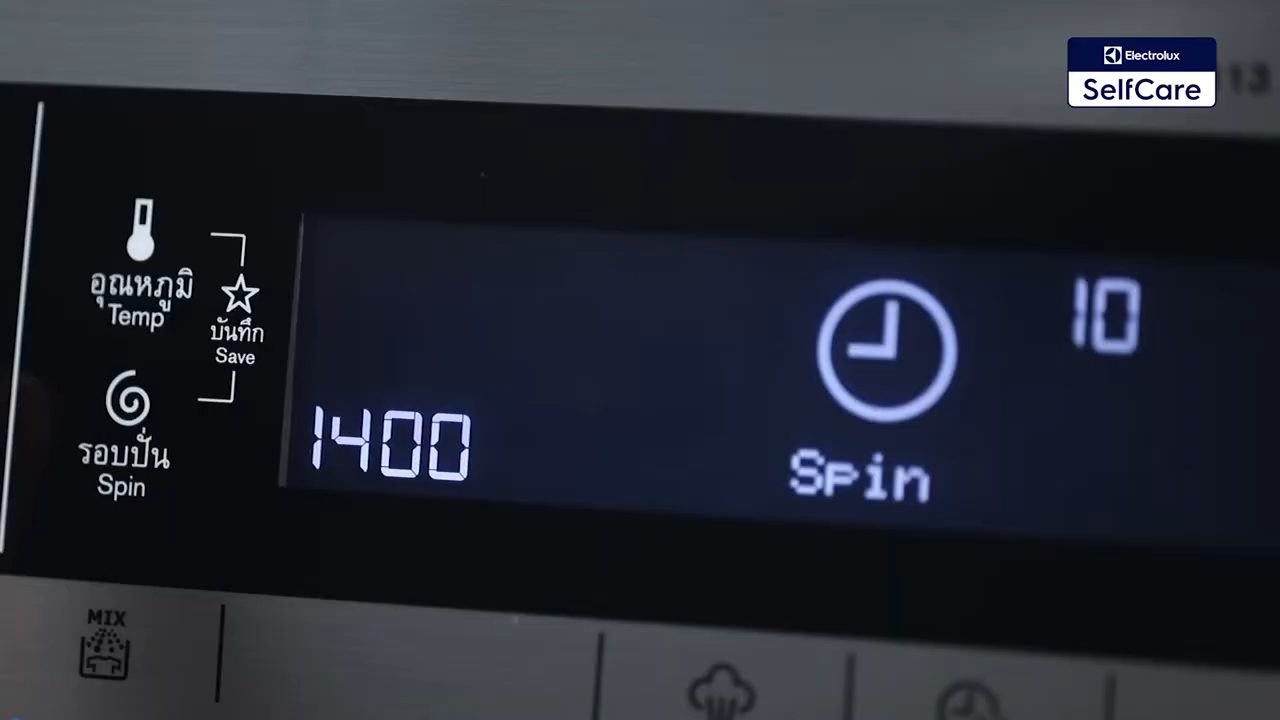 Electrolux
SelfCare
13
อุณหภูมิ
Temp
บันทึก
Save
รอบปั่น
Spin
1400
10
Spin
MIX